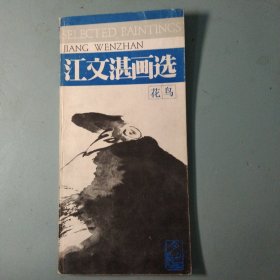 SELECTED PAINTINGS
JIANG WENZHAN
江文湛画选
花鸟